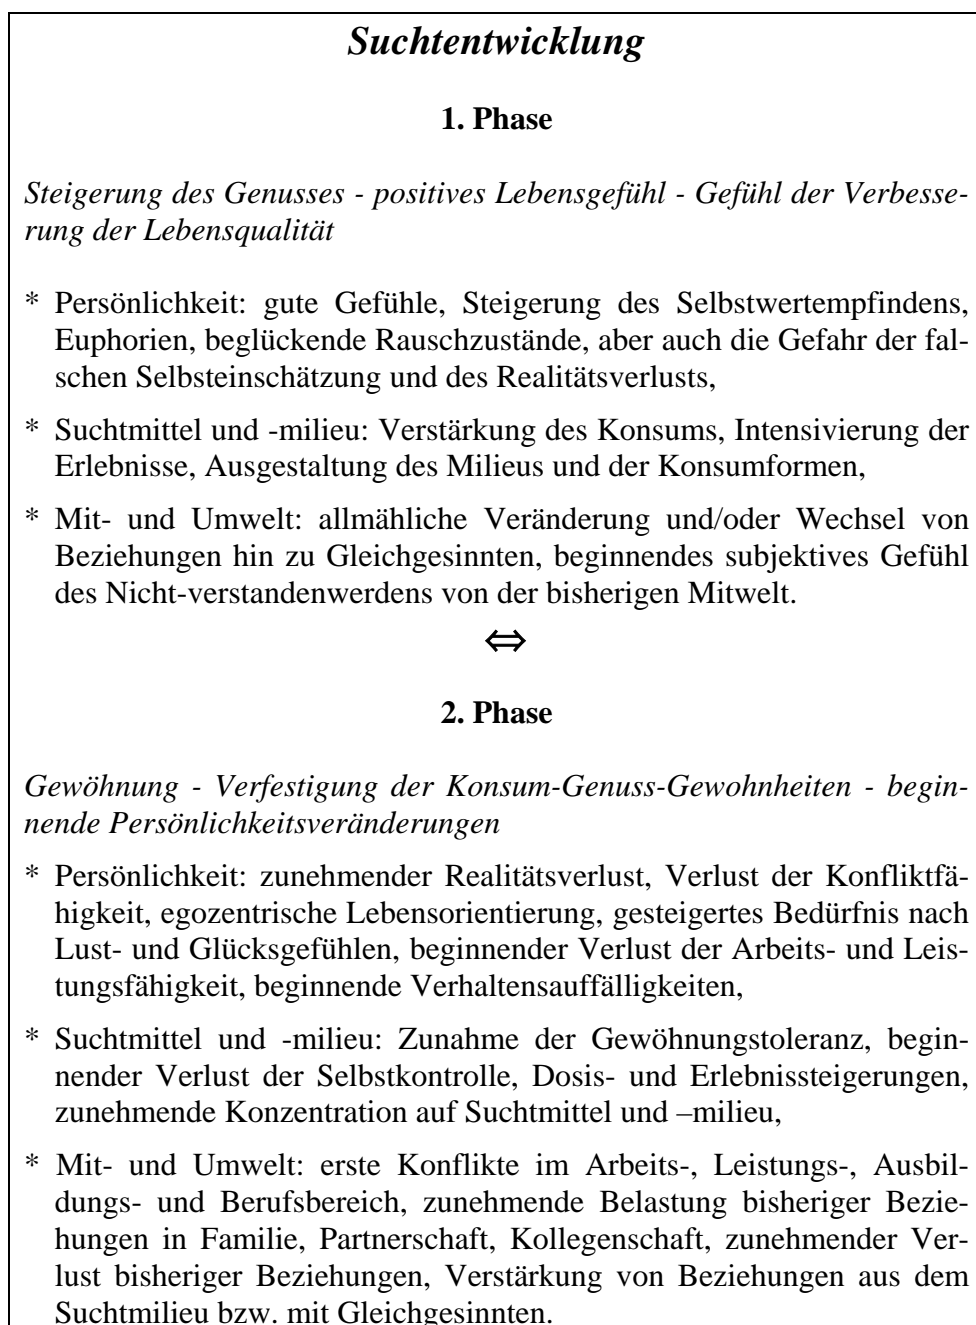 Suchtentwicklung
1. Phase
Steigerung des Genusses - positives Lebensgefühl - Gefühl der Verbesse-
rung der Lebensqualität
* Persönlichkeit: gute Gefühle, Steigerung des Selbstwertempfindens,
Euphorien, beglückende Rauschzustände, aber auch die Gefahr der fal-
schen Selbsteinschätzung und des Realitätsverlusts,
* Suchtmittel und -milieu: Verstärkung des Konsums, Intensivierung der
Erlebnisse, Ausgestaltung des Milieus und der Konsumformen,
* Mit- und Umwelt: allmähliche Veränderung und/oder Wechsel von
Beziehungen hin zu Gleichgesinnten, beginnendes subjektives Gefühl
des Nicht-verstandenwerdens von der bisherigen Mitwelt.
⇔
2. Phase
Gewöhnung - Verfestigung der Konsum-Genuss-Gewohnheiten - begin-
nende Persönlichkeitsveränderungen
* Persönlichkeit: zunehmender Realitätsverlust, Verlust der Konfliktfä-
higkeit, egozentrische Lebensorientierung, gesteigertes Bedürfnis nach
Lust- und Glücksgefühlen, beginnender Verlust der Arbeits- und Leis-
tungsfähigkeit, beginnende Verhaltensauffälligkeiten,
* Suchtmittel und -milieu: Zunahme der Gewöhnungstoleranz, begin-
nender Verlust der Selbstkontrolle, Dosis- und Erlebnissteigerungen,
zunehmende Konzentration auf Suchtmittel und –milieu,
* Mit- und Umwelt: erste Konflikte im Arbeits-, Leistungs-, Ausbil-
dungs- und Berufsbereich, zunehmende Belastung bisheriger Bezie-
hungen in Familie, Partnerschaft, Kollegenschaft, zunehmender Ver-
lust bisheriger Beziehungen, Verstärkung von Beziehungen aus dem
Suchtmilieu bzw. mit Gleichgesinnten.